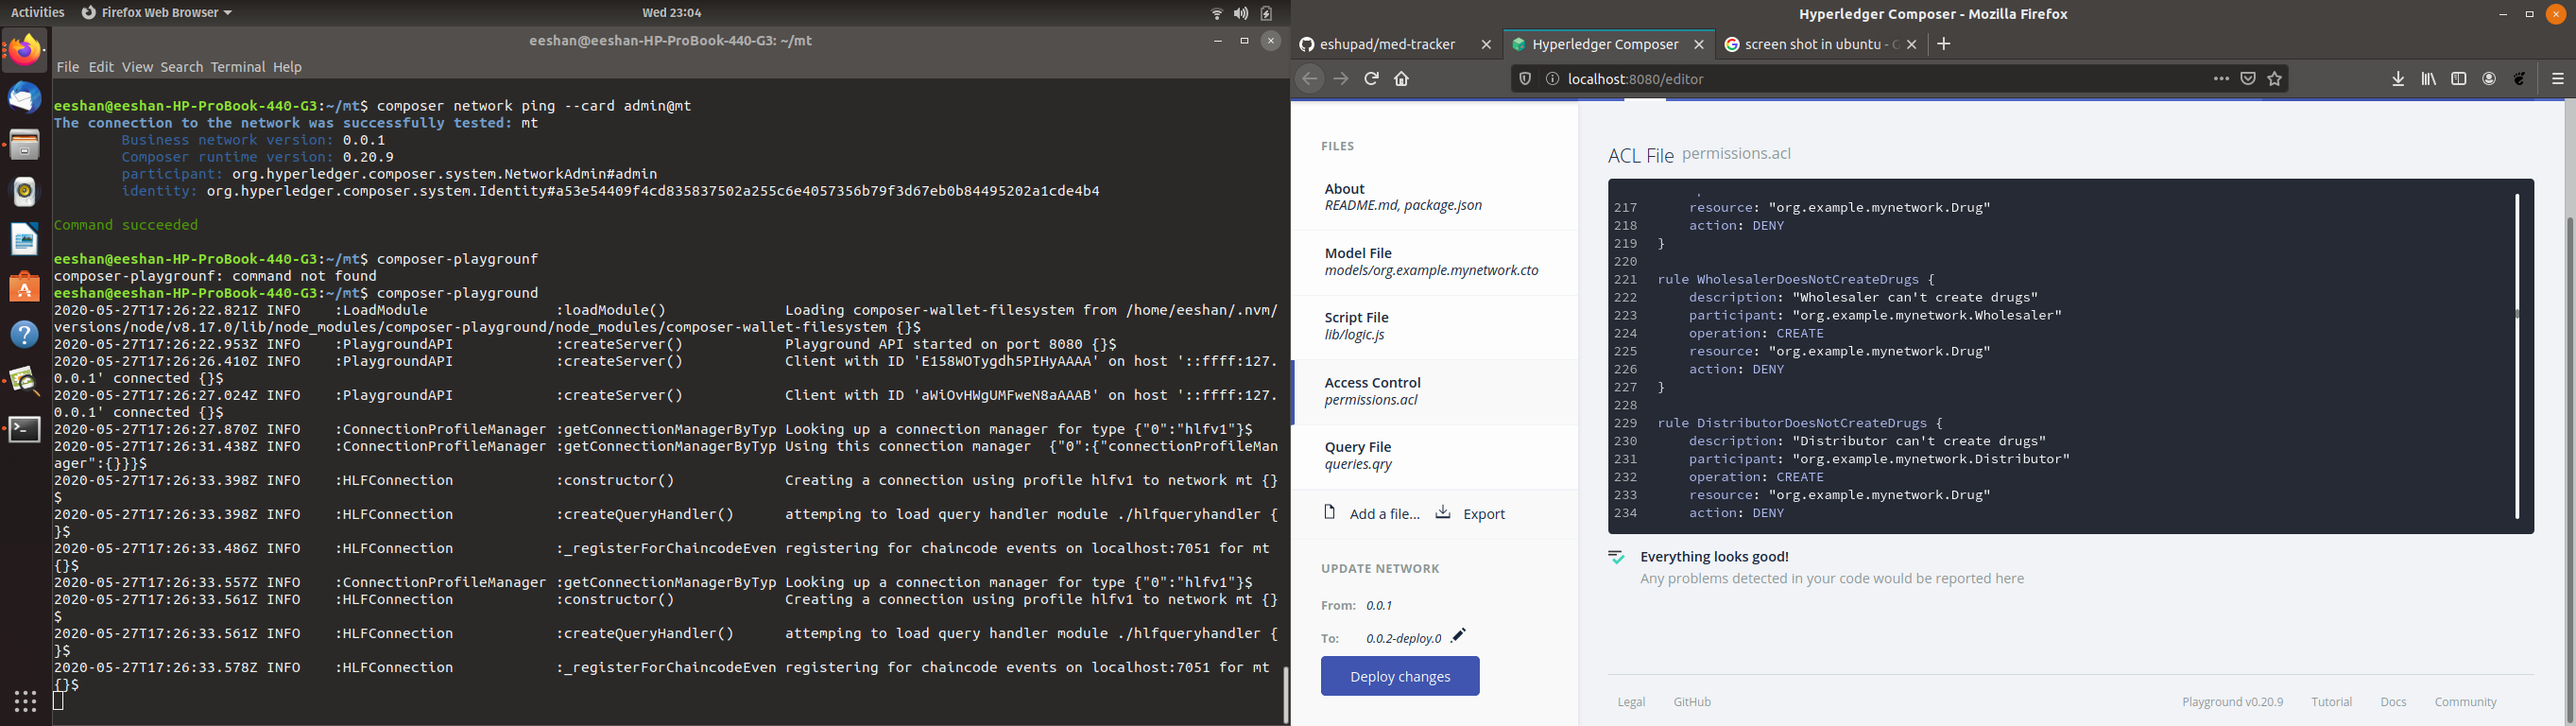 Activities Firefox Web Browser Wed 23:04
eeshan@eeshan-HP-ProBook-440-G3: ~/mt
File Edit View Search Terminal Help
eeshan@eeshan-HP-ProBook-440-G3:~/mt$ composer network ping --card admin@mt
The connection to the network was successfully tested: mt
Business network version: 0.0.1
Composer runtime version: 0.20.9
participant: org.hyperledger.composer.system.NetworkAdmin#admin
identity: org.hyperledger.composer.system.Identity#a53e54409f4cd835837502a255c6e4057356b79f3d67eb0b84495202a1cde4b4
Command succeeded
eeshan@eeshan-HP-ProBook-440-G3:~/mt$ composer-playgrounf
composer-playgrounf: command not found
eeshan@eeshan-HP-ProBook-440-G3:~/mt$ composer-playground
2020-05-27T17:26:22.821Z INFO :LoadModule :loadModule() Loading composer-wallet-filesystem from /home/eeshan/.nvm/
versions/node/v8.17.0/lib/node_modules/composer-playground/node_modules/composer-wallet-filesystem {}$
2020-05-27T17:26:22.953Z INFO :PlaygroundAPI :createServer() Playground API started on port 8080 {}$
2020-05-27T17:26:26.410Z INFO :PlaygroundAPI :createServer() Client with ID 'E158WOTygdh5PIHyAAAA' on host '::ffff:127.
0.0.1' connected {}$
2020-05-27T17:26:27.024Z INFO :PlaygroundAPI :createServer() Client with ID 'aWiOvHWgUMFweN8aAAAB' on host '::ffff:127.
0.0.1' connected {}$
2020-05-27T17:26:27.870Z INFO :ConnectionProfileManager :getConnectionManagerByTyp Looking up a connection manager for type {"0":"hlfv1"}$
2020-05-27T17:26:31.438Z INFO :ConnectionProfileManager :getConnectionManagerByTyp Using this connection manager {"0":{"connectionProfileMan
ager":{}}}$
2020-05-27T17:26:33.398Z INFO :HLFConnection :constructor() Creating a connection using profile hlfv1 to network mt {}
$
2020-05-27T17:26:33.398Z INFO :HLFConnection :createQueryHandler() attemping to load query handler module ./hlfqueryhandler {
}$
2020-05-27T17:26:33.486Z INFO :HLFConnection :_registerForChaincodeEven registering for chaincode events on localhost:7051 for mt
{}$
2020-05-27T17:26:33.557Z INFO :ConnectionProfileManager :getConnectionManagerByTyp Looking up a connection manager for type {"0":"hlfv1"}$
2020-05-27T17:26:33.561Z INFO :HLFConnection :constructor() Creating a connection using profile hlfv1 to network mt {}
$
2020-05-27T17:26:33.561Z INFO :HLFConnection :createQueryHandler() attemping to load query handler module ./hlfqueryhandler {
}$
2020-05-27T17:26:33.578Z INFO :HLFConnection :_registerForChaincodeEven registering for chaincode events on localhost:7051 for mt
{}$
Hyperledger Composer - Mozilla Firefox
eshupad/med-tracker Hyperledger Composer screen shot in ubuntu -
localhost:8080/editor
FILES
About
README.md, package.json
Model File
models/org.example.mynetwork.cto
Script File
lib/logic.js
Access Control
permissions.acl
Query File
queries.qry
Add a file... Export
UPDATE NETWORK
From: 0.0.1
To: 0.0.2-deploy.0
Deploy changes
ACL File permissions.acl
217 resource: "org.example.mynetwork.Drug"
218 action: DENY
219 }
220
221 rule WholesalerDoesNotCreateDrugs {
222 description: "Wholesaler can't create drugs"
223 participant: "org.example.mynetwork.Wholesaler"
224 operation: CREATE
225 resource: "org.example.mynetwork.Drug"
226 action: DENY
227 }
228
229 rule DistributorDoesNotCreateDrugs {
230 description: "Distributor can't create drugs"
231 participant: "org.example.mynetwork.Distributor"
232 operation: CREATE
233 resource: "org.example.mynetwork.Drug"
234 action: DENY
Everything looks good!
Any problems detected in your code would be reported here
Legal GitHub Playground v0.20.9 Tutorial Docs Community